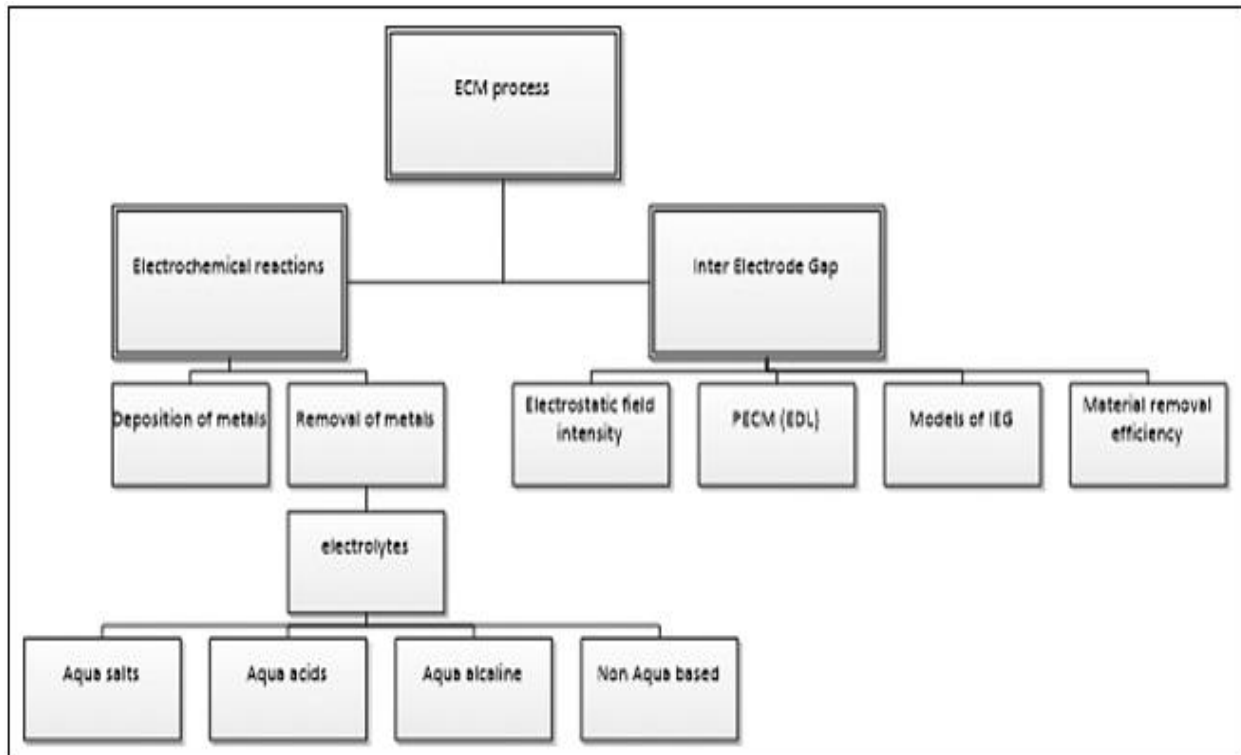 ECM process
Electrochemical reactions
Inter Electrode Gap
Deposition of metals
Removal of metals
Electrostatic field
intensity
PECM (EDL)
Models of IEG
Material removal
efficiency
electrolytes
Aqua salts
Aqua acids
Aqua alcaline
Non Aqua based